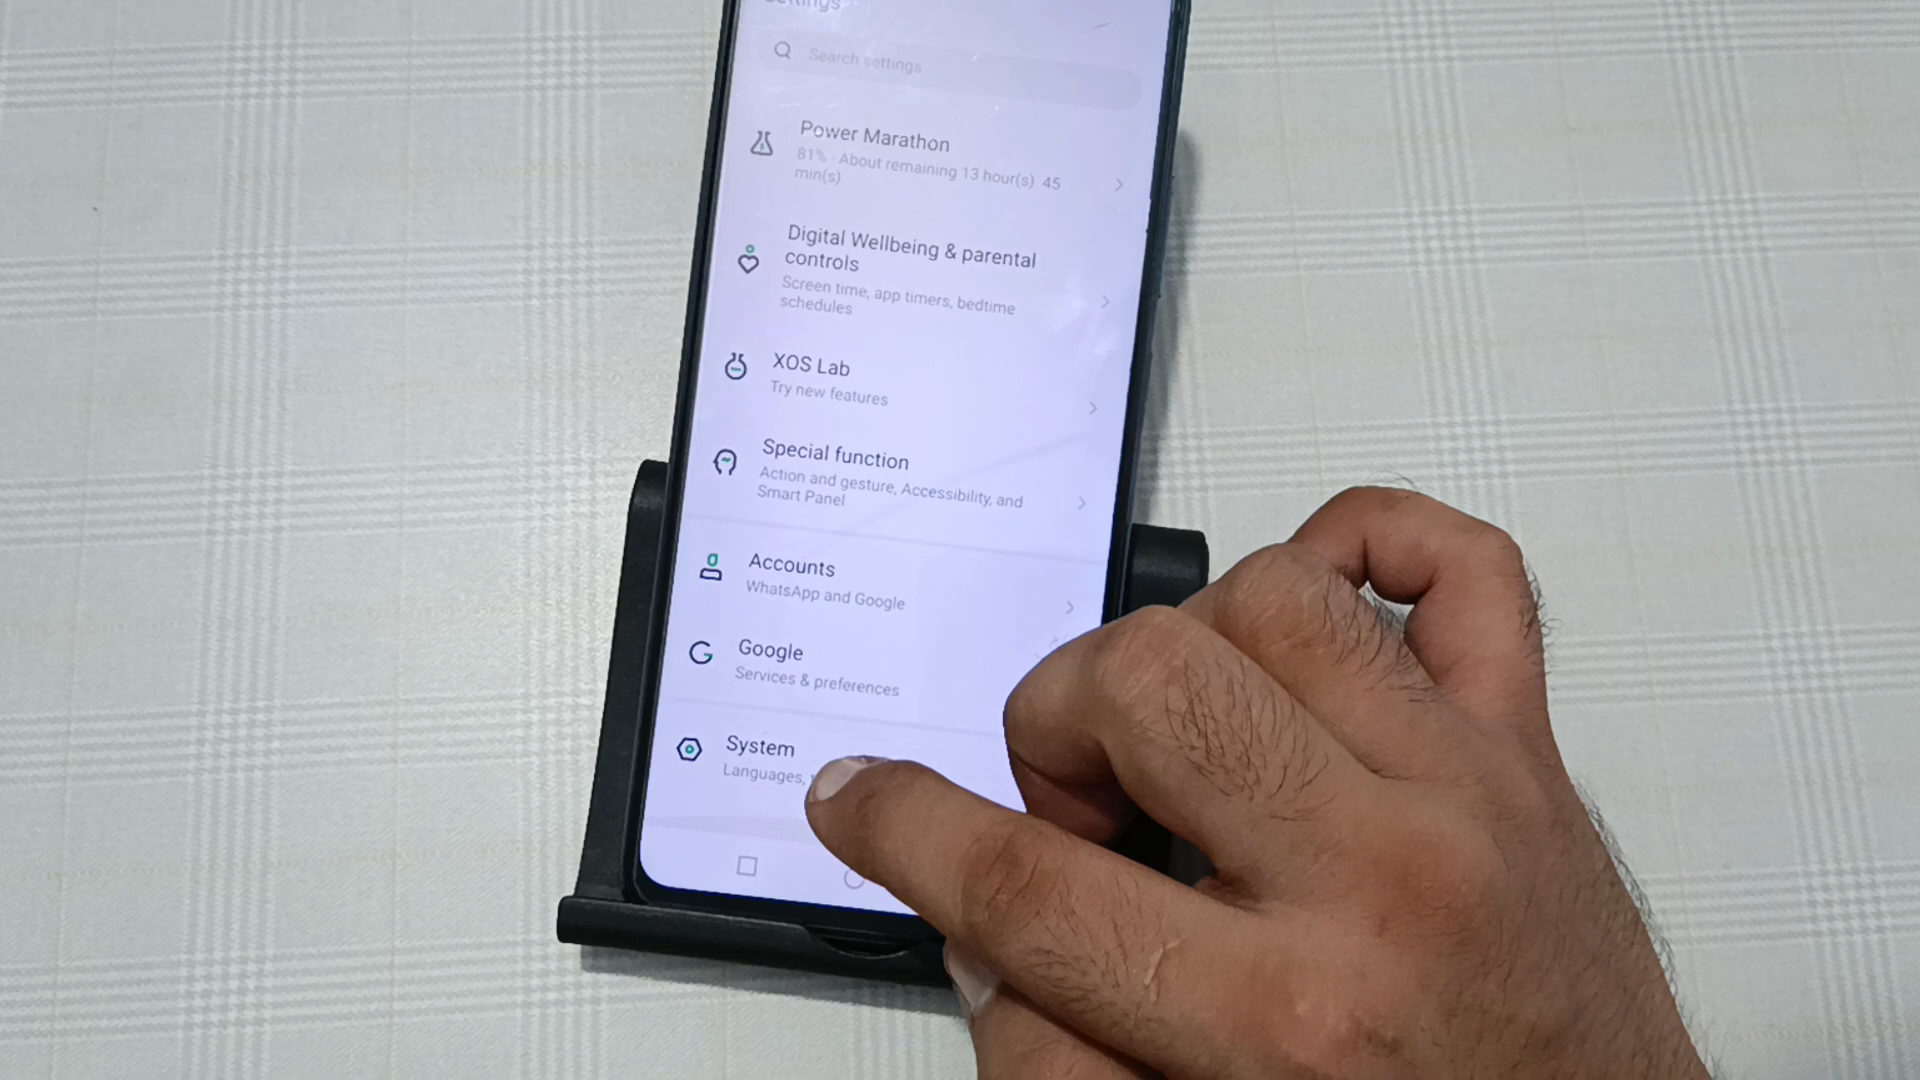 Settings
Search settings
Power Marathon
81% - About remaining 13 hour(s) 45
min(s)
Digital Wellbeing & parental
controls
Screen time, app timers, bedtime
schedules
XOS Lab
Try new features
Special function
Action and gesture, Accessibility, and
Smart Panel
Accounts
WhatsApp and Google
Google
Services & preferences
System
Languages,